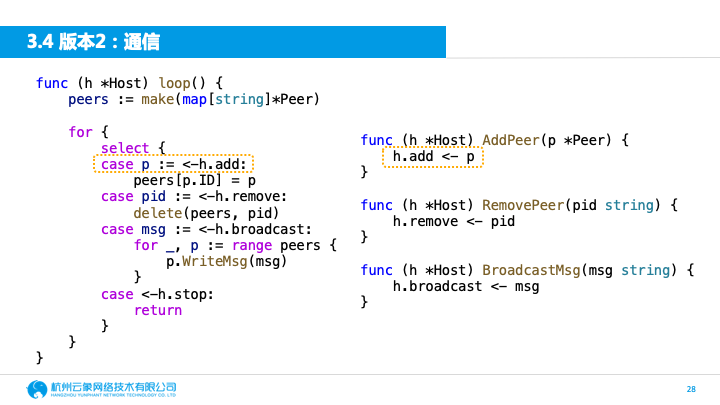 3.4 版本2：通信
func (h *Host) loop() {
    peers := make(map[string]*Peer)

    for {
        select {
        case p := <-h.add:
            peers[p.ID] = p
        case pid := <-h.remove:
            delete(peers, pid)
        case msg := <-h.broadcast:
            for _, p := range peers {
                p.WriteMsg(msg)
            }
        case <-h.stop:
            return
        }
    }
}
func (h *Host) AddPeer(p *Peer) {
    h.add <- p
}

func (h *Host) RemovePeer(pid string) {
    h.remove <- pid
}

func (h *Host) BroadcastMsg(msg string) {
    h.broadcast <- msg
}
杭州云象网络技术有限公司
HANGZHOU YUNPHANT NETWORK TECHNOLOGY CO. LTD
28